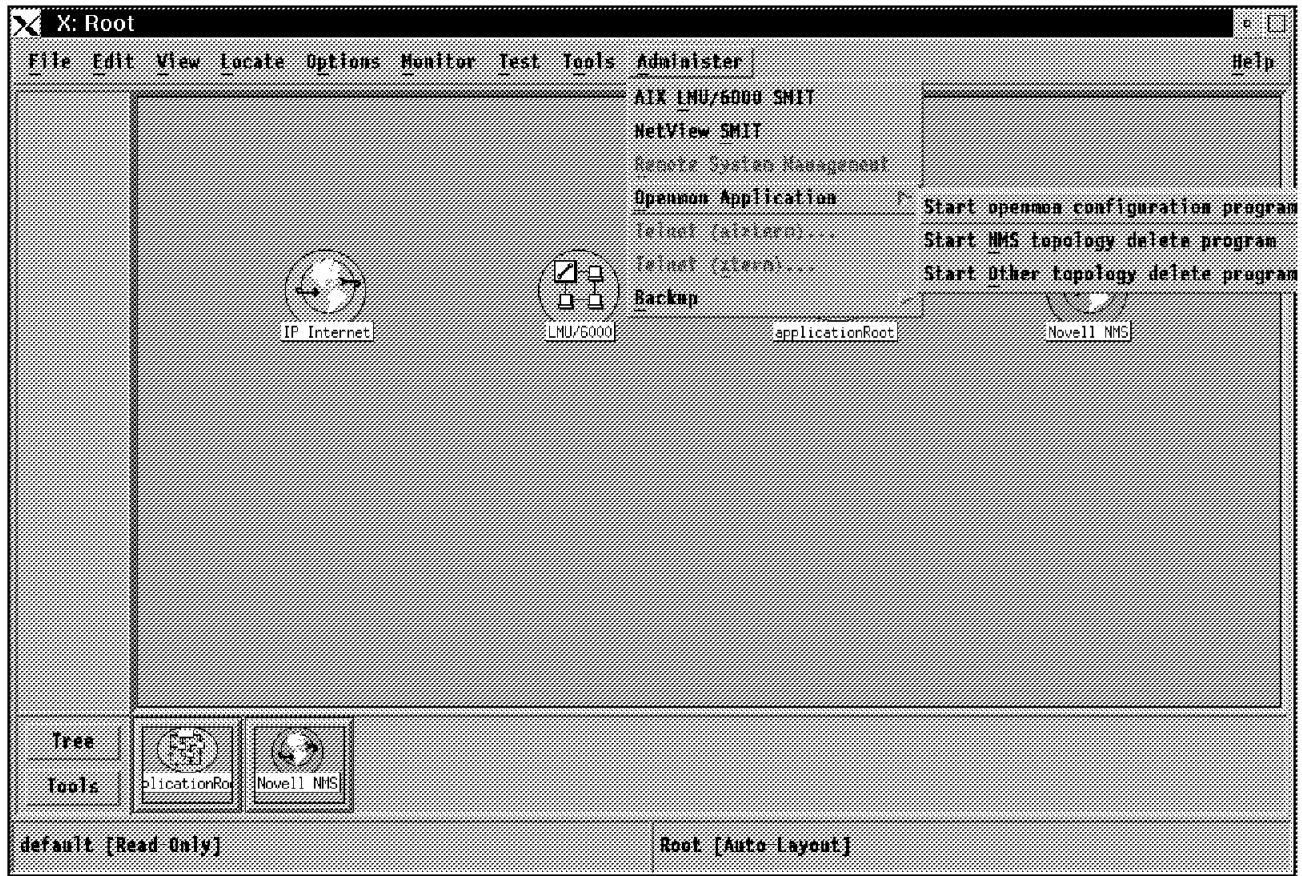 X: Root
File Edit View Locate Options Monitor Test Tools Administer Help
AIX LMU/6000 SMIT
NetView SMIT
Remote System Management
Openmon Application
Start openmon configuration program
Telnet (aixterm)...
Start NMS topology delete program
Telnet (xterm)...
Start Other topology delete program
Backup
IP Internet
LMU/6000
applicationRoot
Novell NMS
Tree
Tools
plicationRoo
Novell NMS
default [Read Only]
Root [Auto Layout]